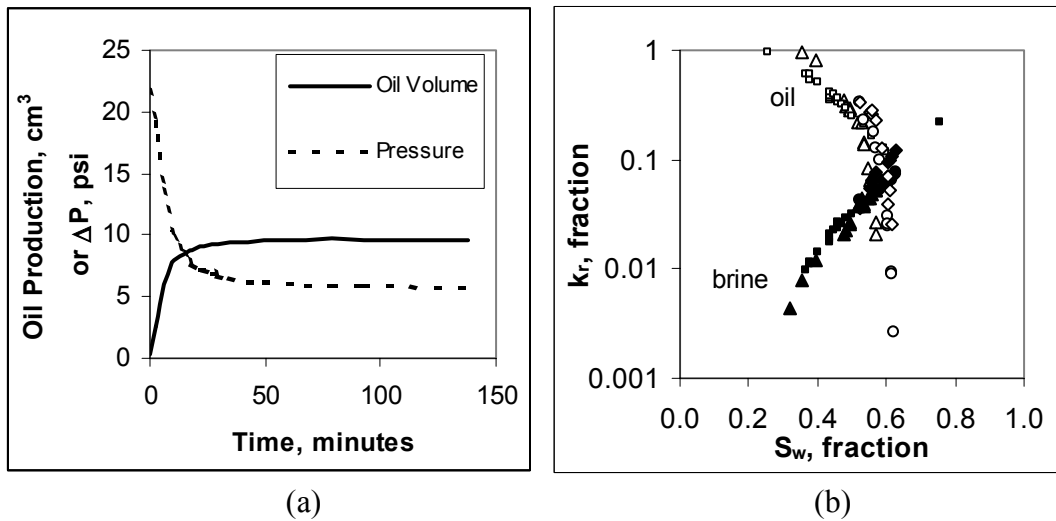 25
20
15
10
5
0
0
50
100
150
Oil Production, cm³
or ΔP, psi
Time, minutes
Oil Volume
Pressure
(a)
1
0.1
0.01
0.001
0.0
0.2
0.4
0.6
0.8
1.0
kr, fraction
Sw, fraction
oil
brine
(b)